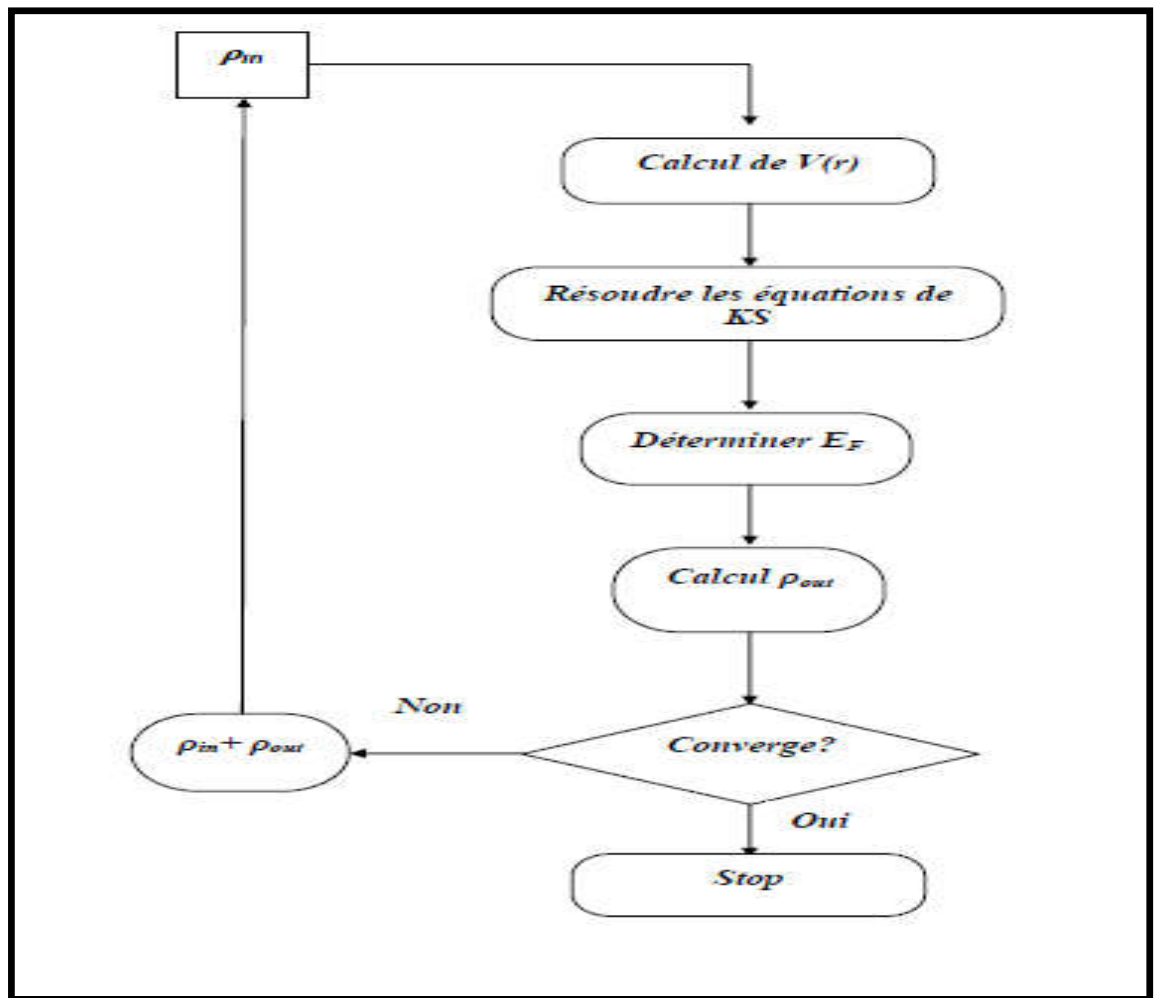 ρin
Calcul de V(r)
Résoudre les équations de
KS
Déterminer EF
Calcul ρout
Non
ρin+ ρout
Converge?
Oui
Stop